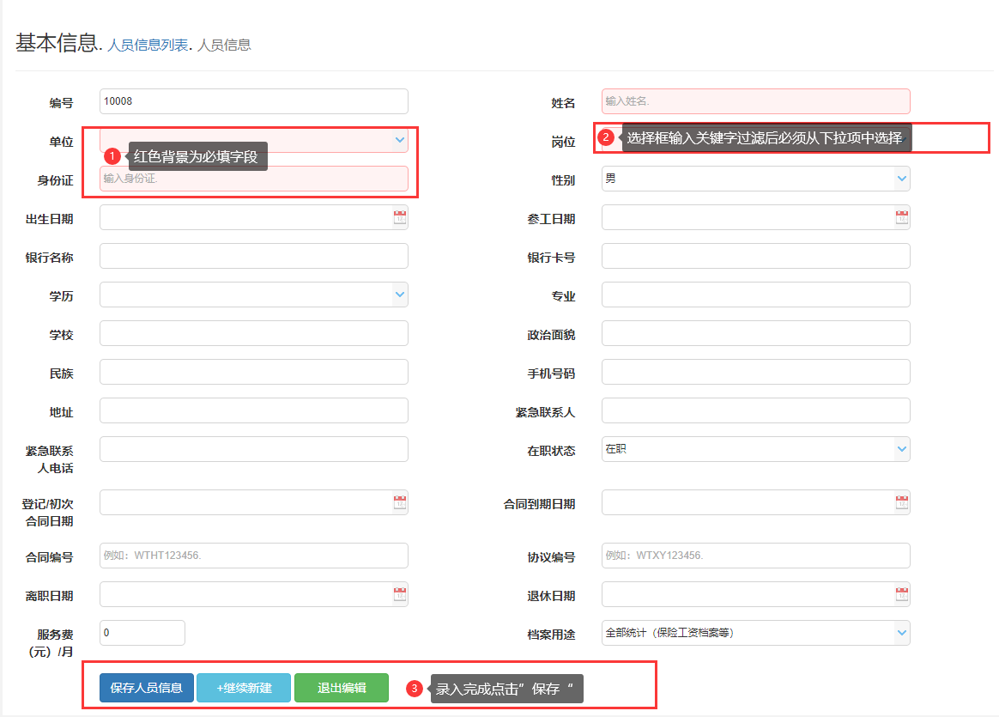 基本信息. 人员信息列表. 人员信息
编号 10008 姓名 输入姓名.
单位 岗位 2 选择框输入关键字过滤后必须从下拉项中选择
1 红色背景为必填字段
身份证 输入身份证. 性别 男
出生日期 参工日期
银行名称 银行卡号
学历 专业
学校 政治面貌
民族 手机号码
地址 紧急联系人
紧急联系 在职状态 在职
人电话
登记/初次 合同到期日期
合同日期
合同编号 例如：WTHT123456. 协议编号 例如：WTXY123456.
离职日期 退休日期
服务费 0 档案用途 全部统计（保险工资档案等）
（元）/月
保存人员信息 +继续新建 退出编辑 3 录入完成点击”保存“